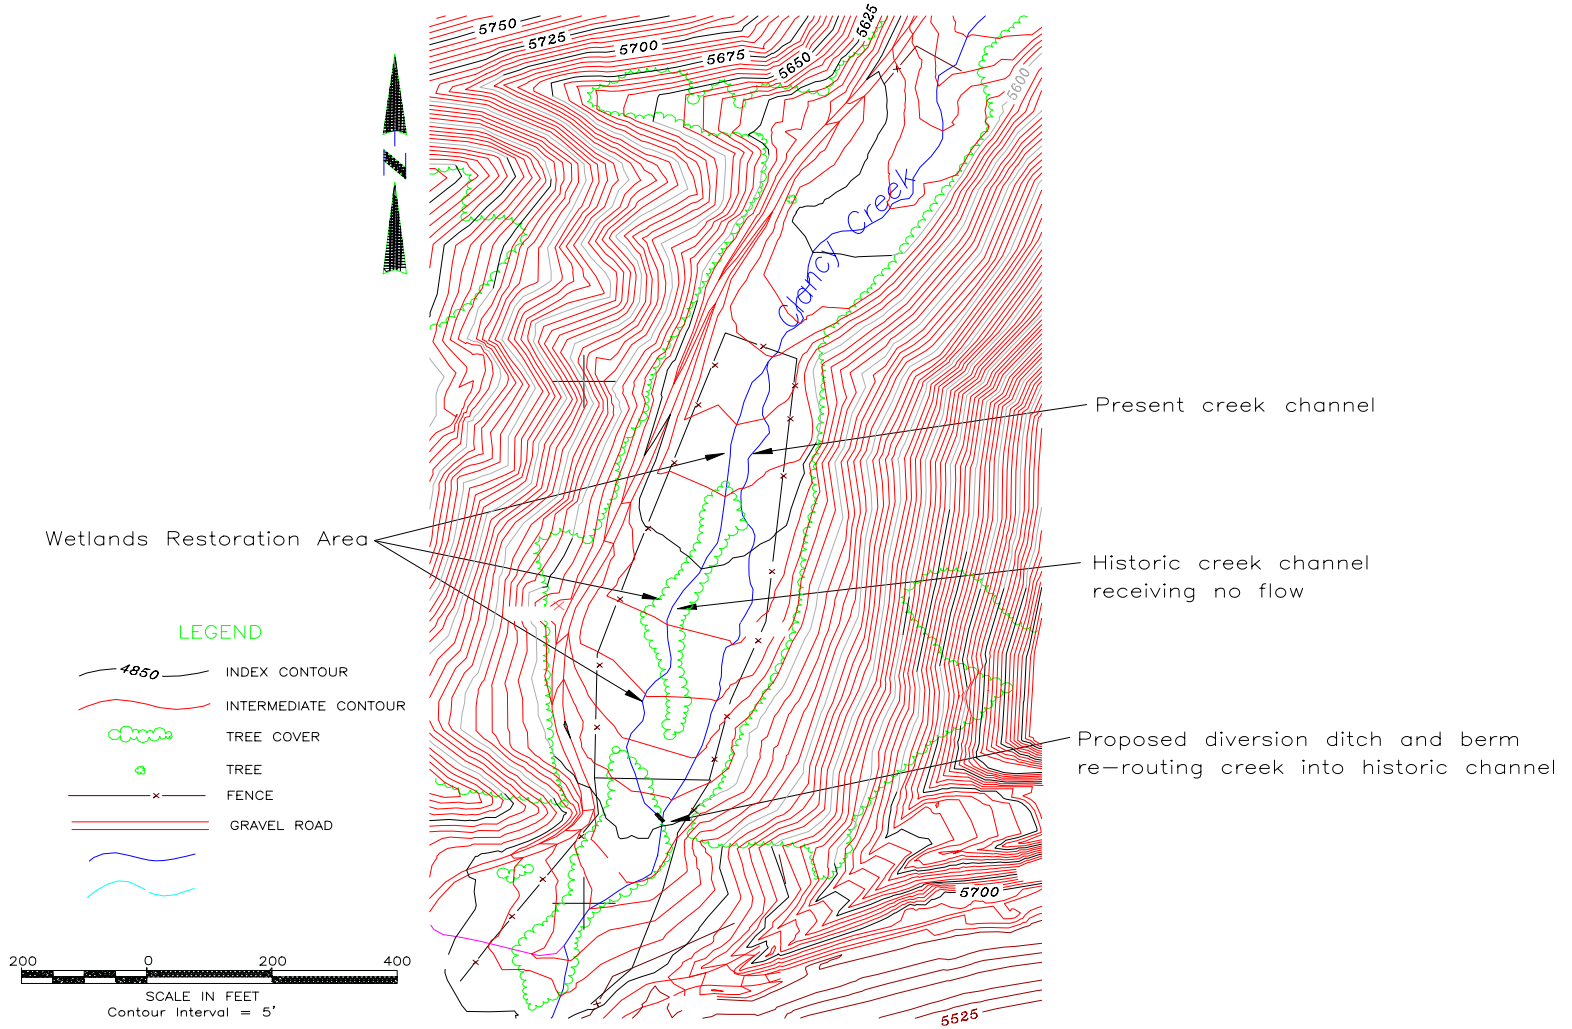 5750
5725
5700
5675
5650
5625
5600
N
Clancy Creek
Present creek channel
Wetlands Restoration Area
Historic creek channel
receiving no flow
LEGEND
4850 INDEX CONTOUR
INTERMEDIATE CONTOUR
TREE COVER
TREE
FENCE
GRAVEL ROAD
Proposed diversion ditch and berm
re-routing creek into historic channel
5700
200 0 200 400
SCALE IN FEET
Contour Interval = 5'
5525